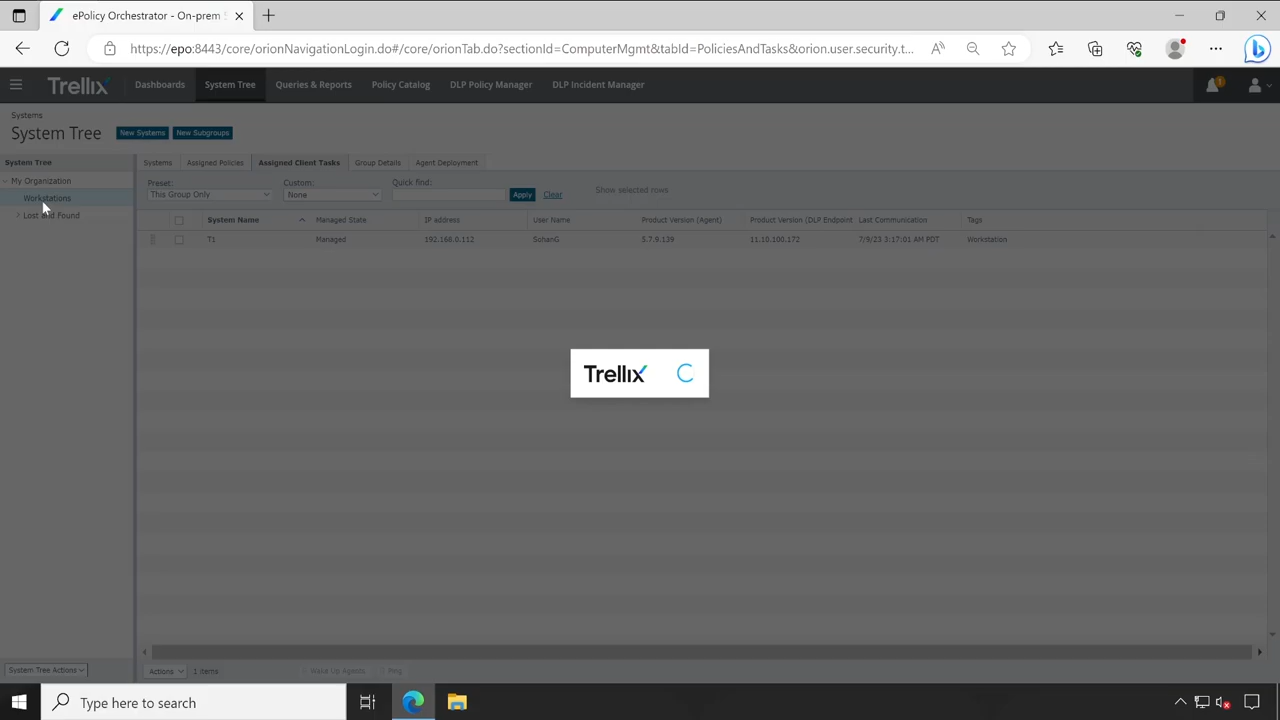 ePolicy Orchestrator - On-prem
https://epo:8443/core/orionNavigationLogin.do#/core/orionTab.do?sectionId=ComputerMgmt&tabId=PoliciesAndTasks&orion.user.security.t...
Trellix
Dashboards
System Tree
Queries & Reports
Policy Catalog
DLP Policy Manager
DLP Incident Manager
1
Systems
System Tree
New Systems
New Subgroups
System Tree
Systems
Assigned Policies
Assigned Client Tasks
Group Details
Agent Deployment
My Organization
Workstations
Lost and Found
Preset:
This Group Only
Custom:
None
Quick find:
Apply
Clear
Show selected rows
System Name Managed State IP address User Name Product Version (Agent) Product Version (DLP Endpoint Last Communication Tags
T1 Managed 192.168.0.112 SohanG 5.7.9.139 11.10.100.172 7/9/23 3:17:01 AM PDT Workstation
Trellix
System Tree Actions
Actions
1 items
Wake Up Agents
Ping
Type here to search